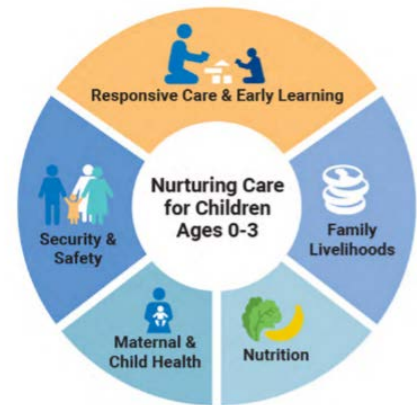 Responsive Care & Early Learning
Nurturing Care
for Children
Ages 0-3
Security &
Safety
Family
Livelihoods
Maternal &
Child Health
Nutrition